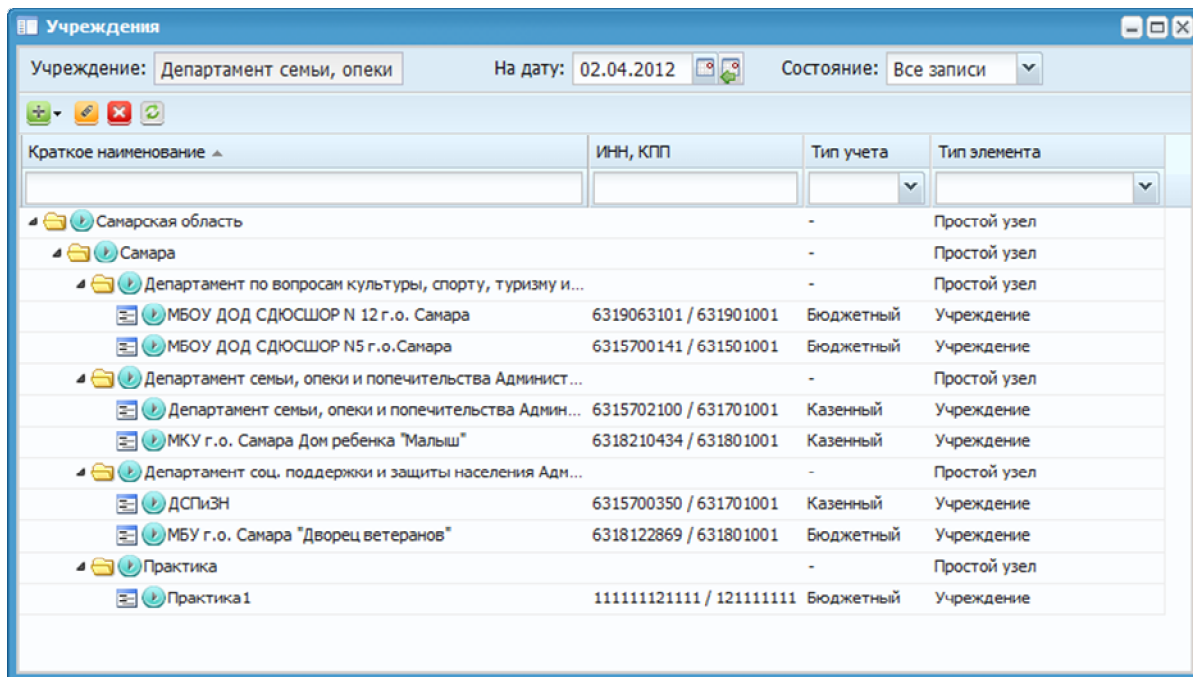 Учреждения
Учреждение: Департамент семьи, опеки На дату: 02.04.2012 Состояние: Все записи
Краткое наименование ИНН, КПП Тип учета Тип элемента
Самарская область - Простой узел
Самара - Простой узел
Департамент по вопросам культуры, спорту, туризму и... - Простой узел
МБОУ ДОД СДЮСШОР N 12 г.о. Самара 6319063101 / 631901001 Бюджетный Учреждение
МБОУ ДОД СДЮСШОР N5 г.о.Самара 6315700141 / 631501001 Бюджетный Учреждение
Департамент семьи, опеки и попечительства Админист... - Простой узел
Департамент семьи, опеки и попечительства Админ... 6315702100 / 631701001 Казенный Учреждение
МКУ г.о. Самара Дом ребенка "Малыш" 6318210434 / 631801001 Казенный Учреждение
Департамент соц. поддержки и защиты населения Адм... - Простой узел
ДСПиЗН 6315700350 / 631701001 Казенный Учреждение
МБУ г.о. Самара "Дворец ветеранов" 6318122869 / 631801001 Бюджетный Учреждение
Практика - Простой узел
Практика1 111111121111 / 121111111 Бюджетный Учреждение